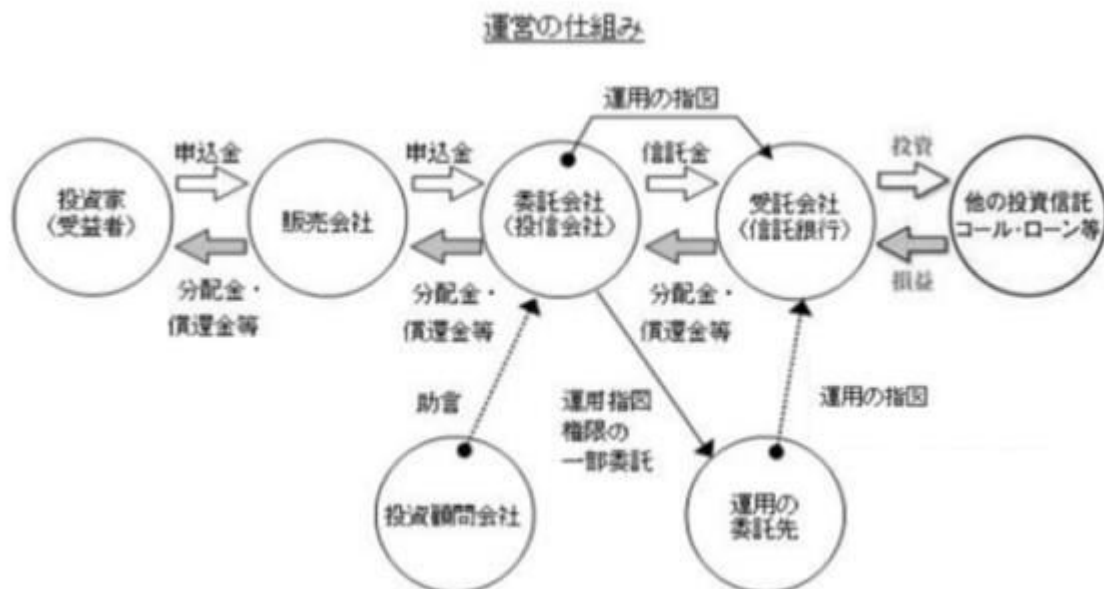 運営の仕組み
運用の指図
申込金
申込金
信託金
投資
投資家
〈受益者〉
販売会社
委託会社
〈投信会社〉
受託会社
〈信託銀行〉
他の投資信託
コール・ローン等
損益
分配金・
償還金等
分配金・
償還金等
分配金・
償還金等
助言
運用指図
権限の
一部委託
運用の指図
投資顧問会社
運用の
委託先